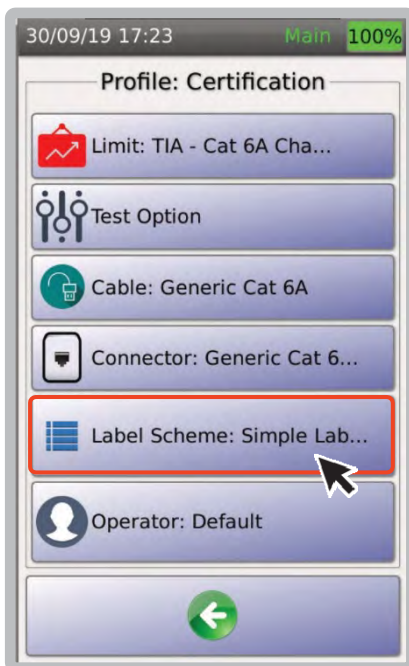 30/09/19 17:23 Main 100%
Profile: Certification
Limit: TIA - Cat 6A Cha...
Test Option
Cable: Generic Cat 6A
Connector: Generic Cat 6...
Label Scheme: Simple Lab...
Operator: Default